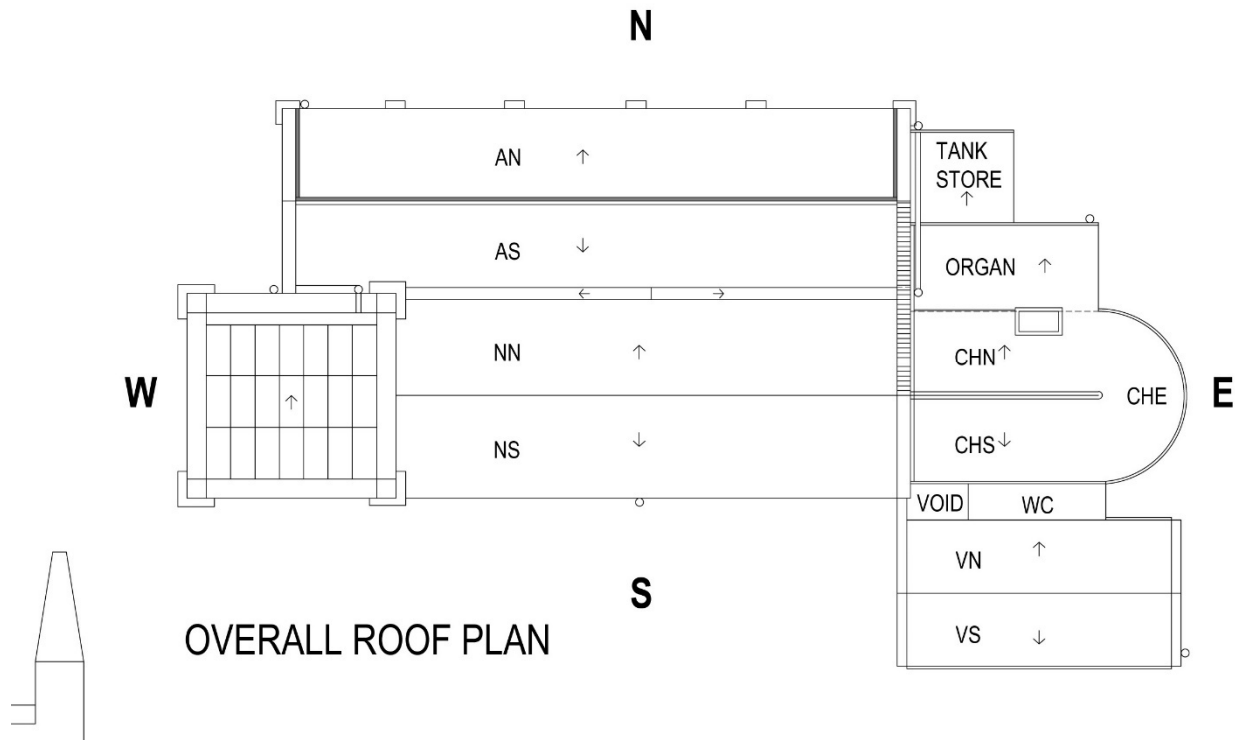 N
AN
TANK
STORE
AS
ORGAN
NN
CHN
W
CHE
E
NS
CHS
VOID
WC
VN
S
OVERALL ROOF PLAN
VS